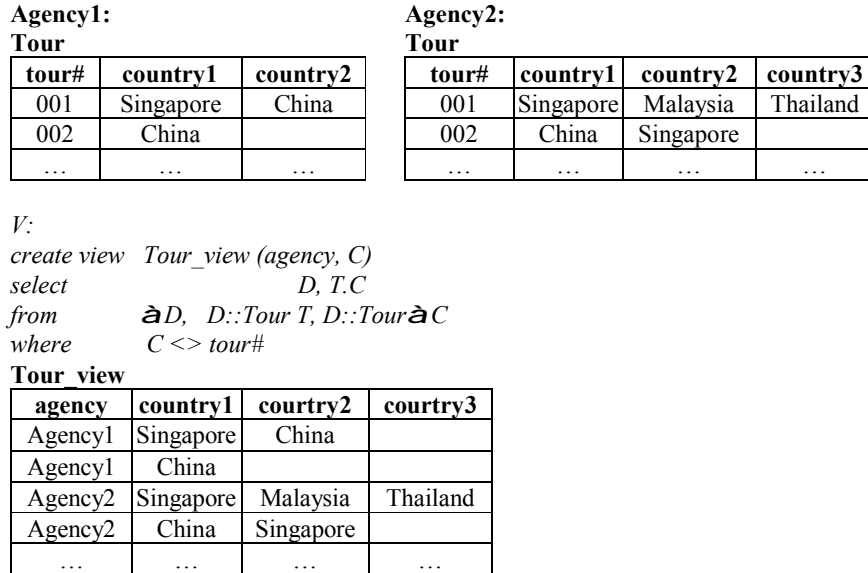 Agency1: Agency2:
Tour Tour
tour# country1 country2 tour# country1 country2 country3
001 Singapore China 001 Singapore Malaysia Thailand
002 China 002 China Singapore
… … … … … … …
V:
create view Tour_view (agency, C)
select D, T.C
from à D, D::Tour T, D::Tour à C
where C <> tour#
Tour_view
agency country1 courtry2 courtry3
Agency1 Singapore China
Agency1 China
Agency2 Singapore Malaysia Thailand
Agency2 China Singapore
… … … …